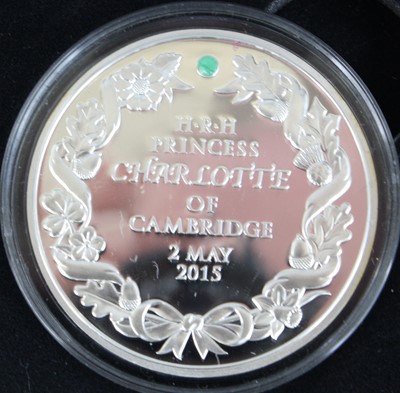 H·R·H
PRINCESS
CHARLOTTE
OF
CAMBRIDGE
2 MAY
2015